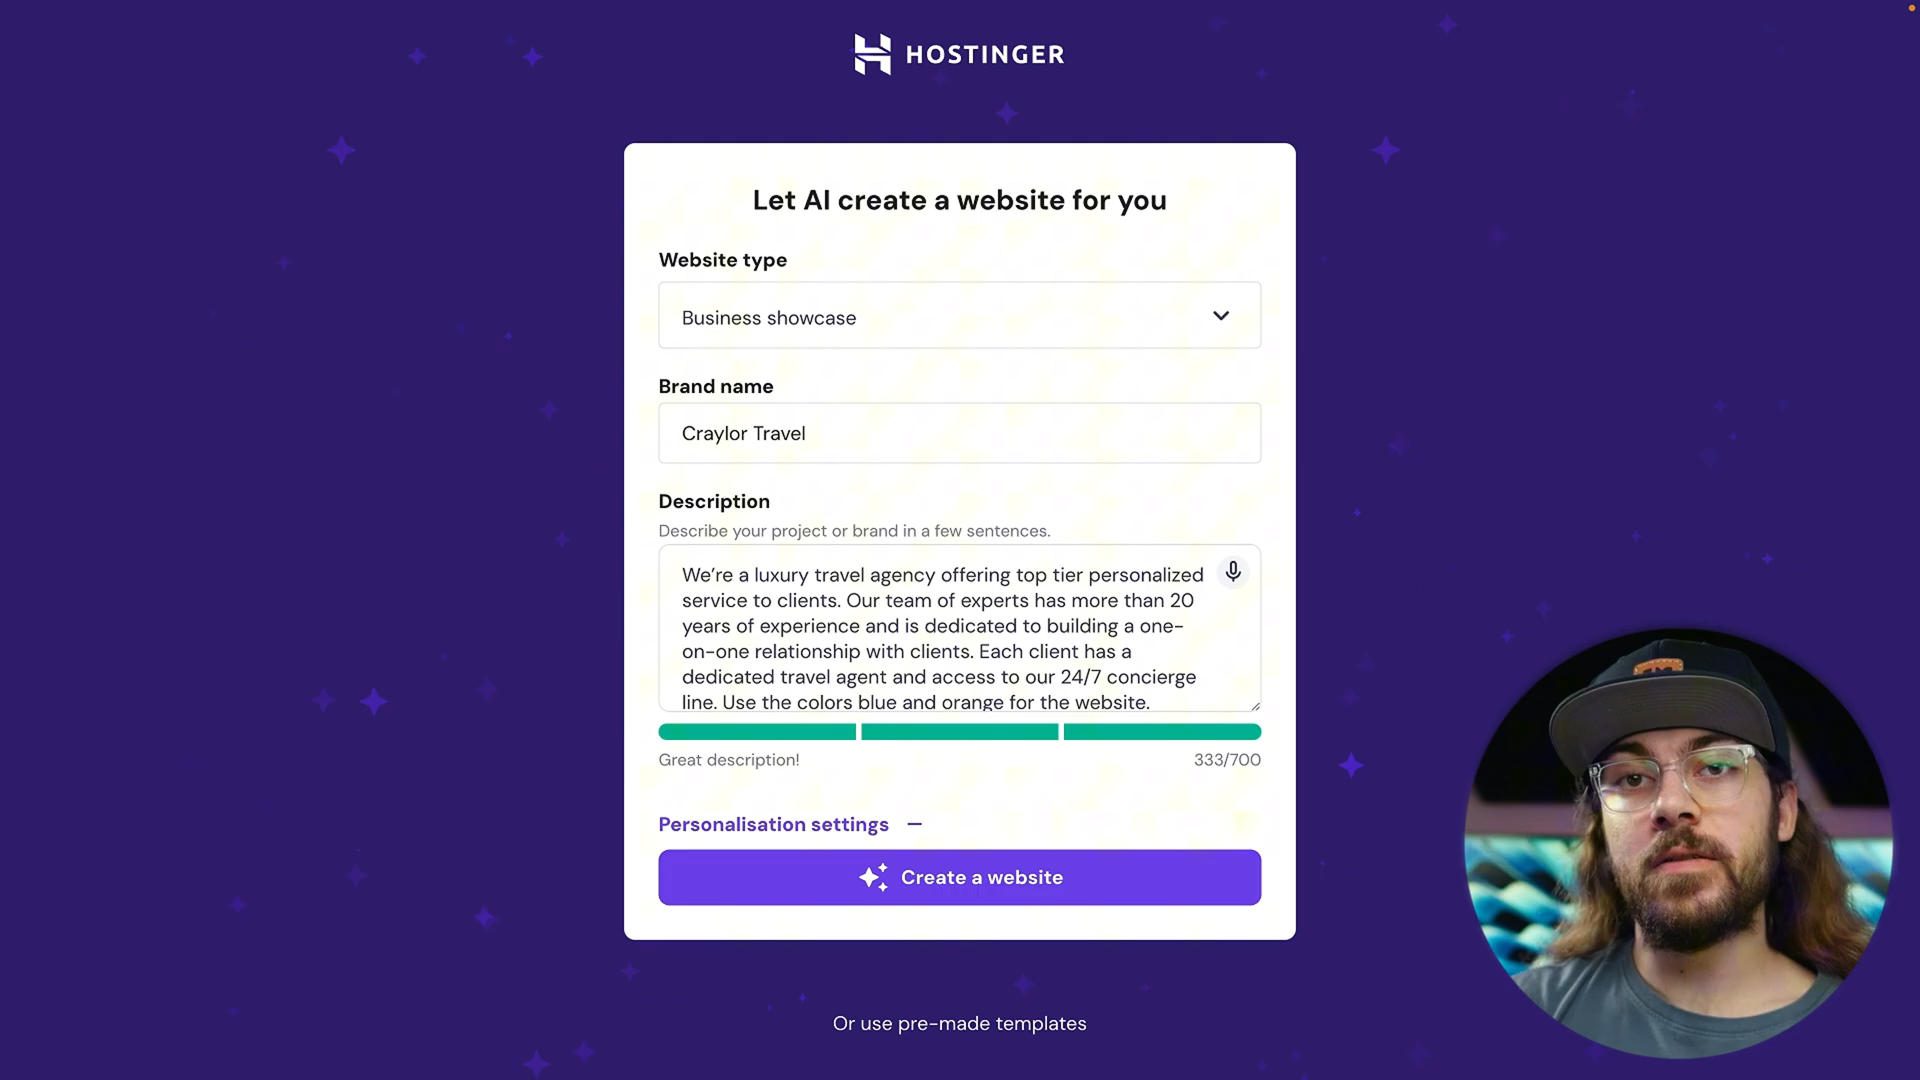 HOSTINGER
Let AI create a website for you
Website type
Business showcase
Brand name
Craylor Travel
Description
Describe your project or brand in a few sentences.
We’re a luxury travel agency offering top tier personalized
service to clients. Our team of experts has more than 20
years of experience and is dedicated to building a one-
on-one relationship with clients. Each client has a
dedicated travel agent and access to our 24/7 concierge
line. Use the colors blue and orange for the website.
Great description!
333/700
Personalisation settings
Create a website
Or use pre-made templates